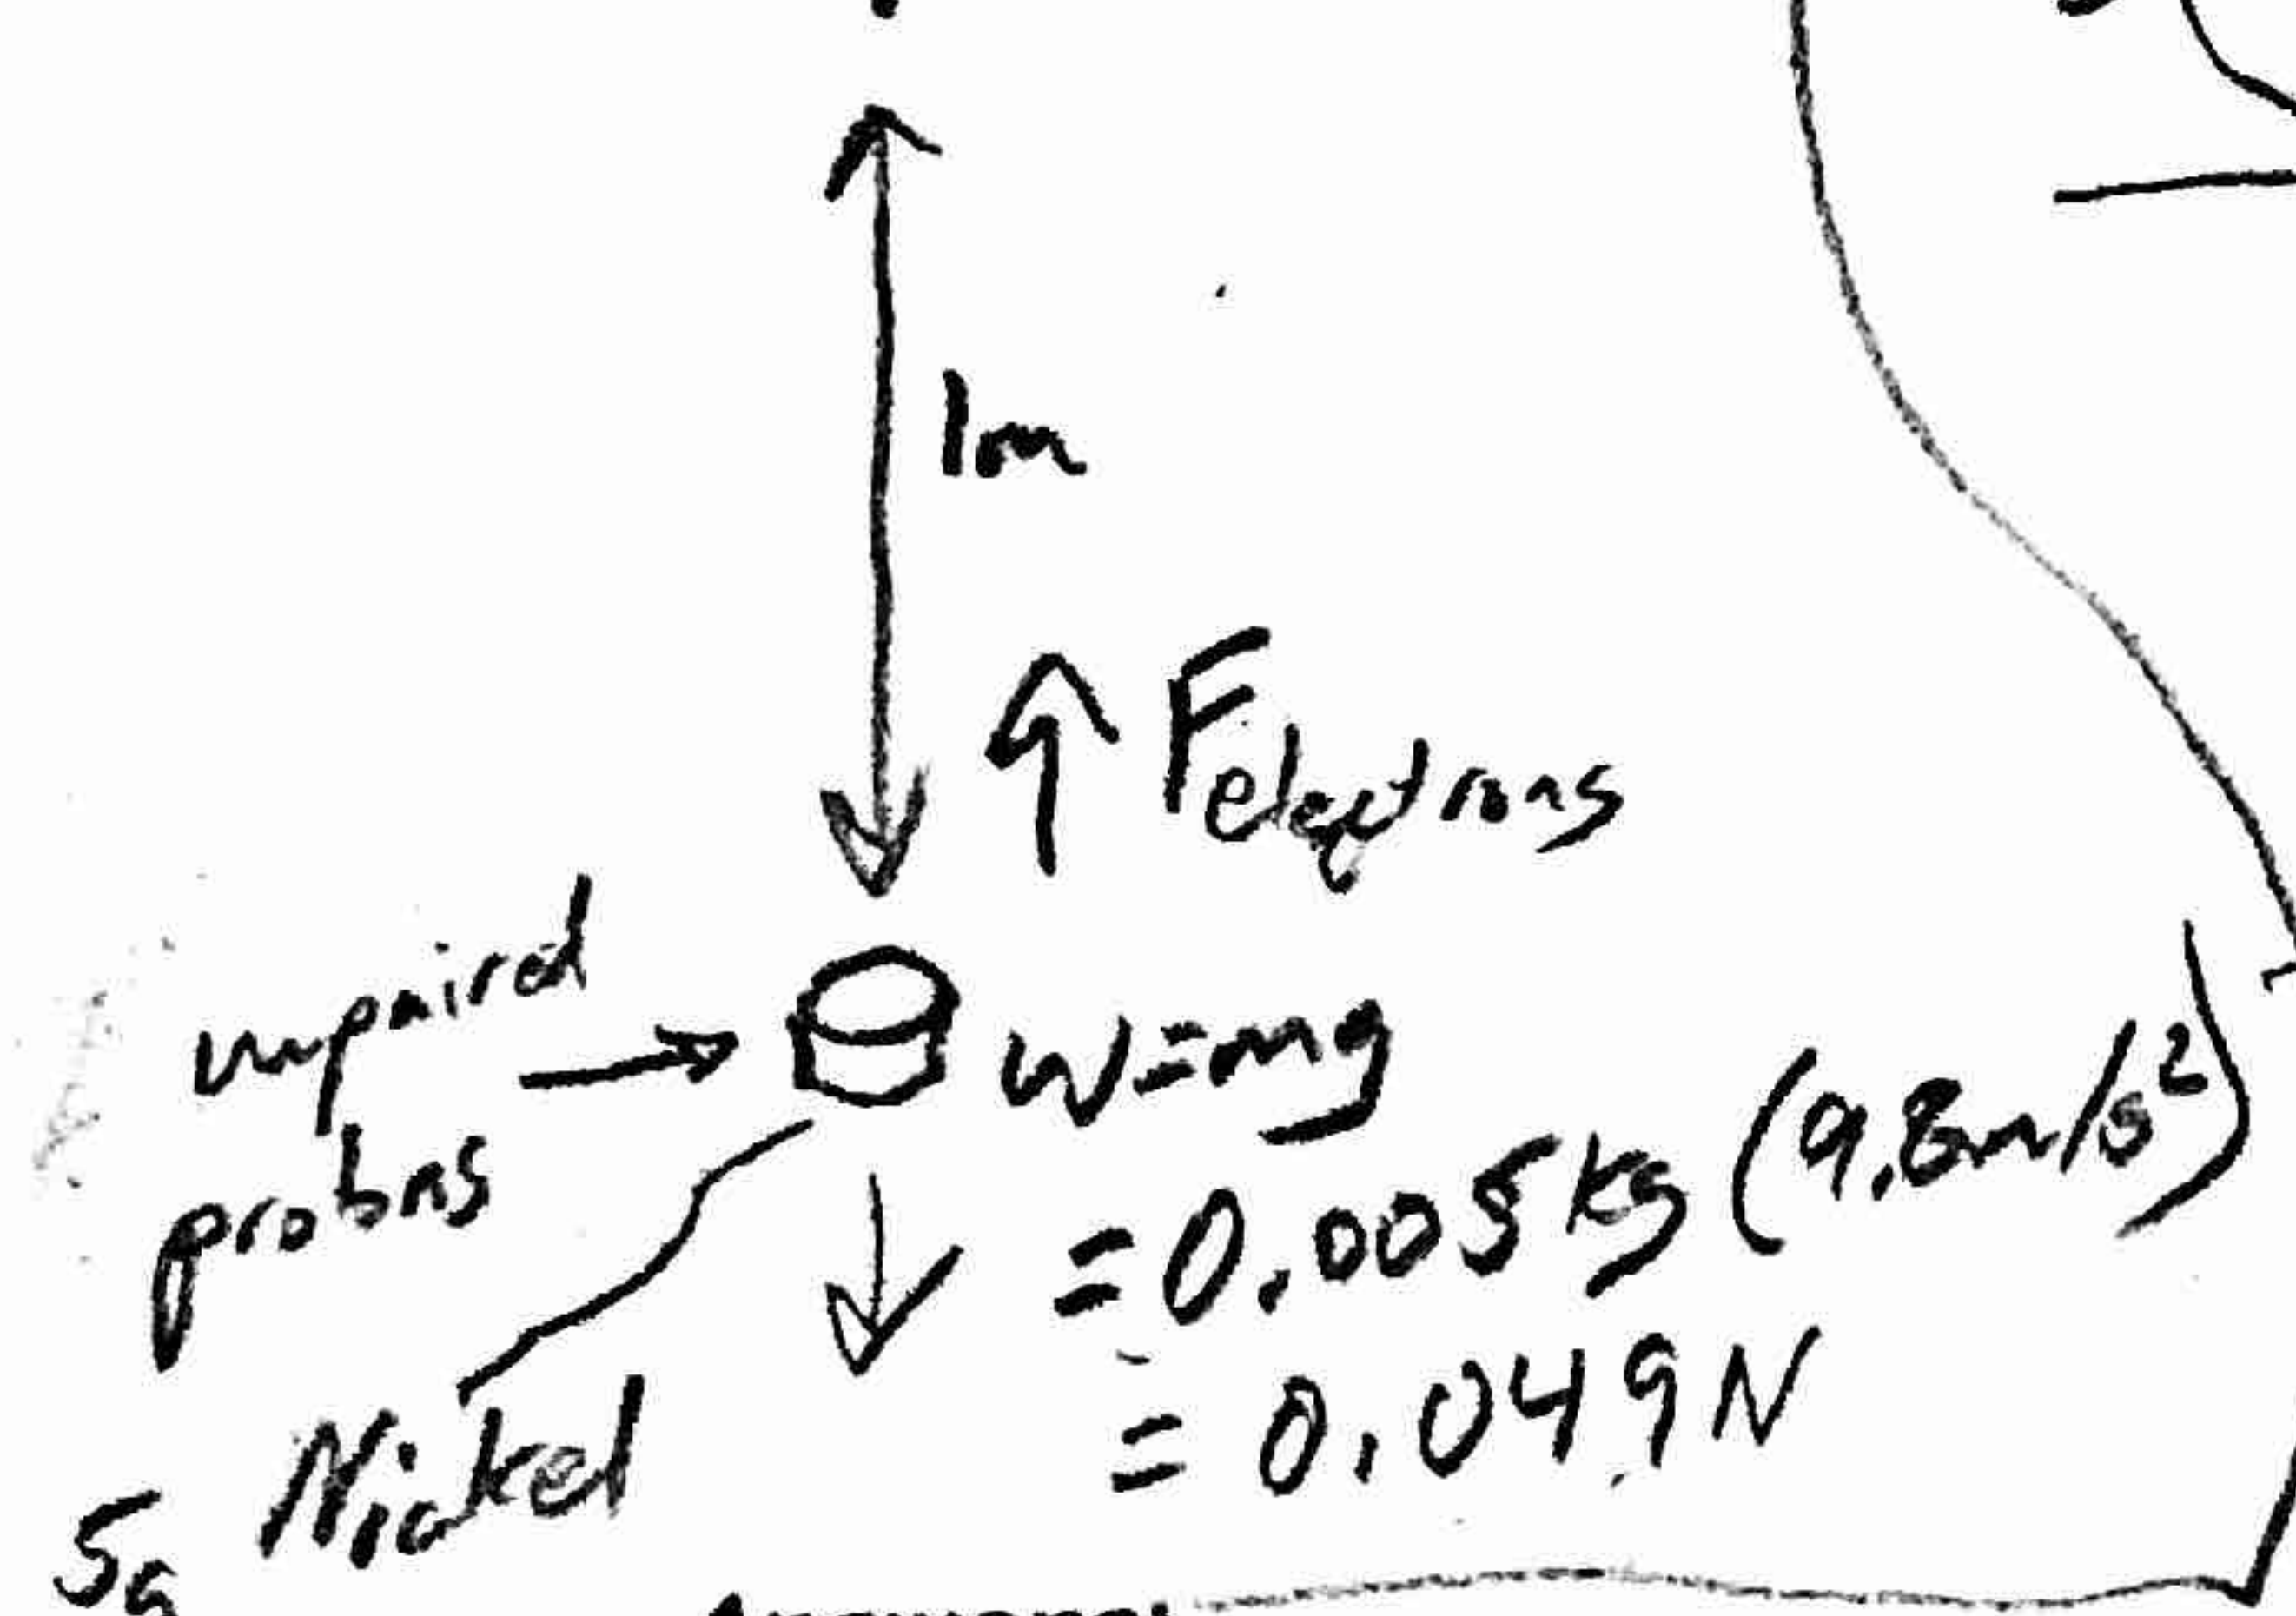 1m
↑ Felectrons
unpaired
protons
→ W=mg
=0.005kg (9.8m/s²)
= 0.049N
Nickel
5g